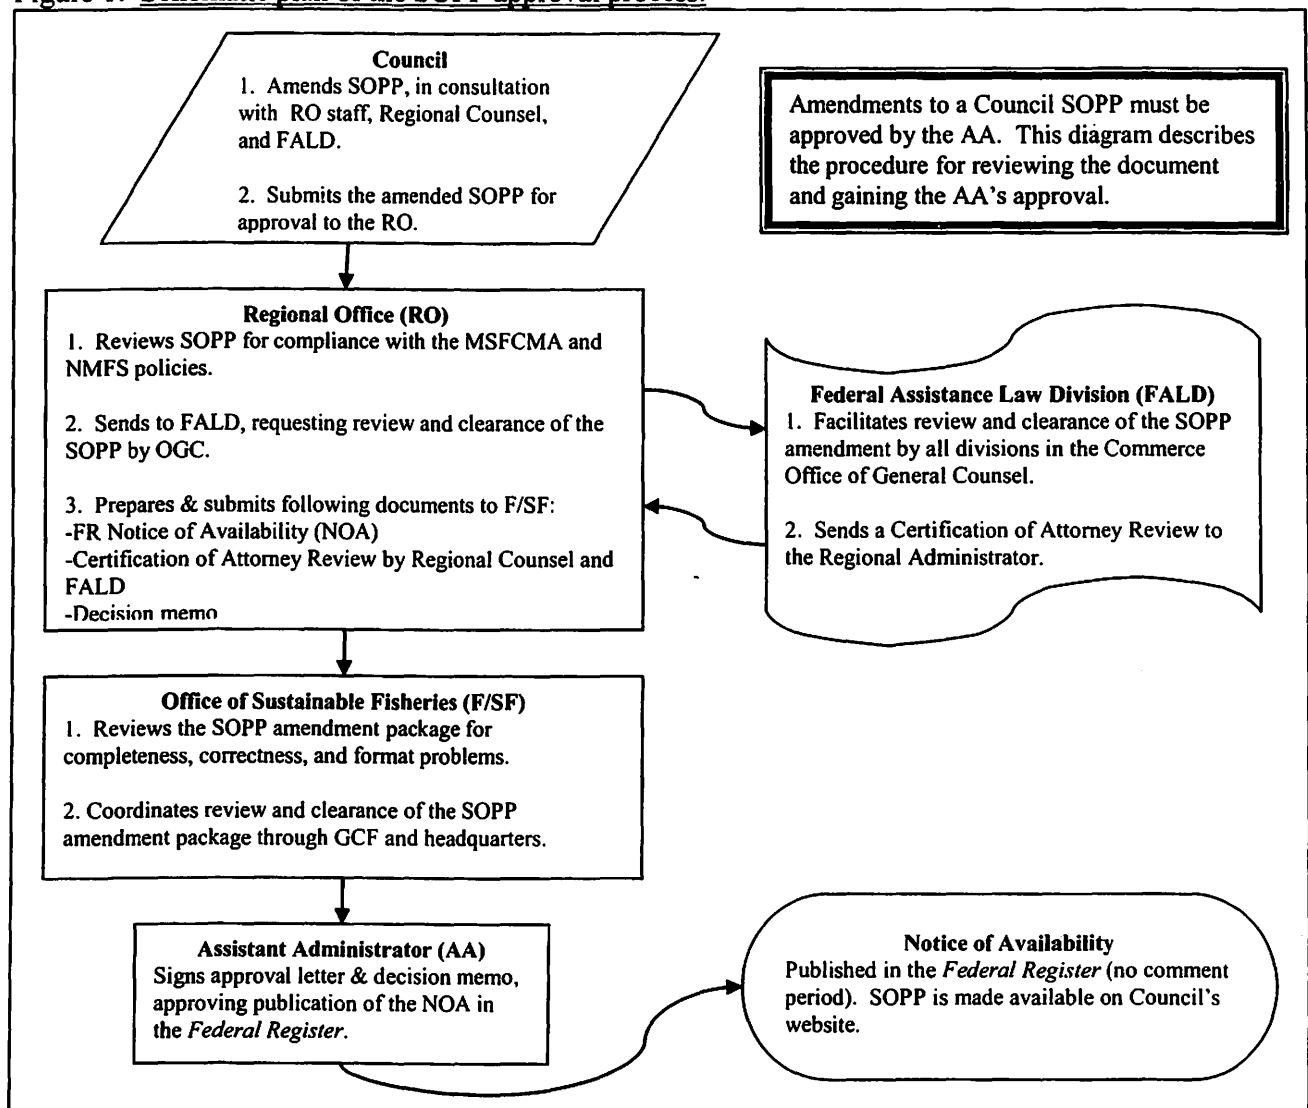 Council
1. Amends SOPP, in consultation
with RO staff, Regional Counsel,
and FALD.
2. Submits the amended SOPP for
approval to the RO.
Amendments to a Council SOPP must be
approved by the AA. This diagram describes
the procedure for reviewing the document
and gaining the AA's approval.
Regional Office (RO)
1. Reviews SOPP for compliance with the MSFCMA and
NMFS policies.
2. Sends to FALD, requesting review and clearance of the
SOPP by OGC.
3. Prepares & submits following documents to F/SF:
-FR Notice of Availability (NOA)
-Certification of Attorney Review by Regional Counsel and
FALD
-Decision memo
Federal Assistance Law Division (FALD)
1. Facilitates review and clearance of the SOPP
amendment by all divisions in the Commerce
Office of General Counsel.
2. Sends a Certification of Attorney Review to
the Regional Administrator.
Office of Sustainable Fisheries (F/SF)
1. Reviews the SOPP amendment package for
completeness, correctness, and format problems.
2. Coordinates review and clearance of the SOPP
amendment package through GCF and headquarters.
Assistant Administrator (AA)
Signs approval letter & decision memo,
approving publication of the NOA in
the Federal Register.
Notice of Availability
Published in the Federal Register (no comment
period). SOPP is made available on Council's
website.